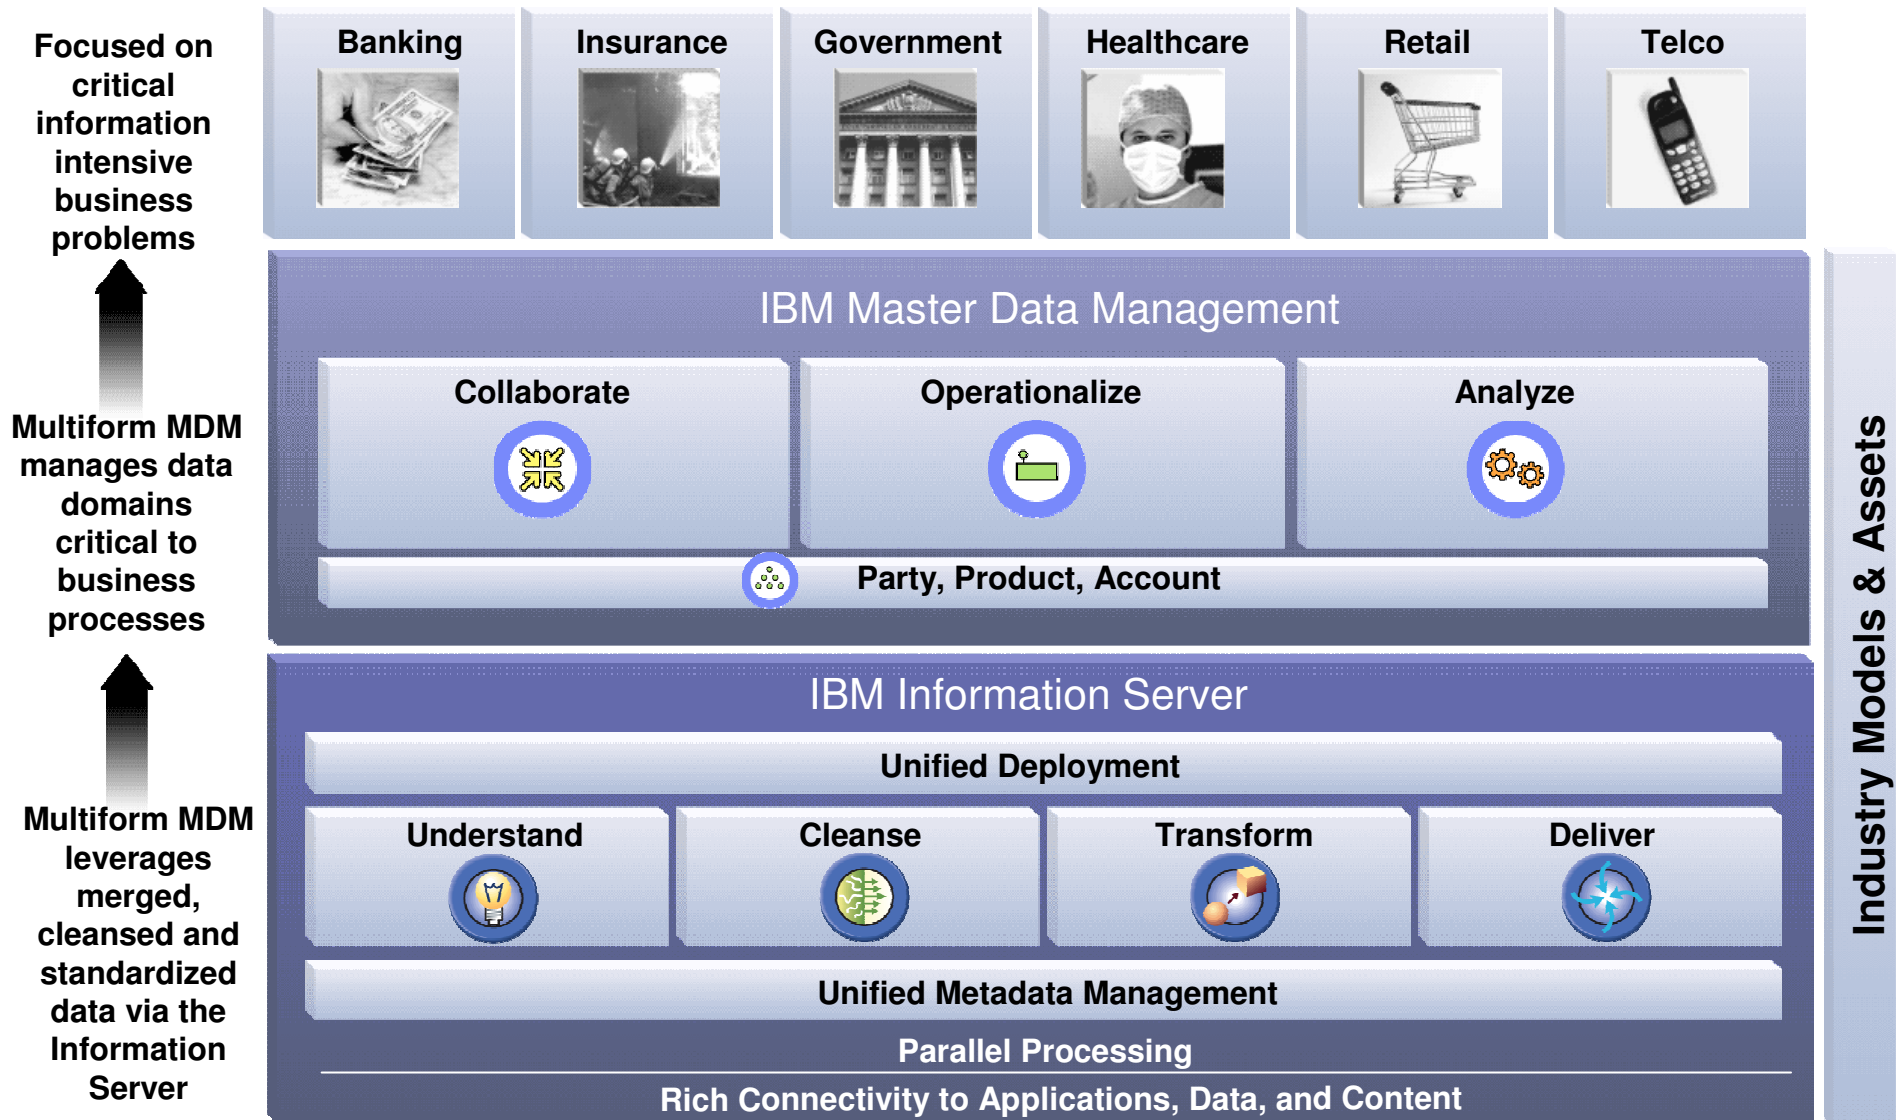 Focused on
critical
information
intensive
business
problems
Banking
Insurance
Government
Healthcare
Retail
Telco
IBM Master Data Management
Collaborate
Operationalize
Analyze
Party, Product, Account
Multiform MDM
manages data
domains
critical to
business
processes
IBM Information Server
Unified Deployment
Understand
Cleanse
Transform
Deliver
Unified Metadata Management
Parallel Processing
Rich Connectivity to Applications, Data, and Content
Multiform MDM
leverages
merged,
cleansed and
standardized
data via the
Information
Server
Industry Models & Assets